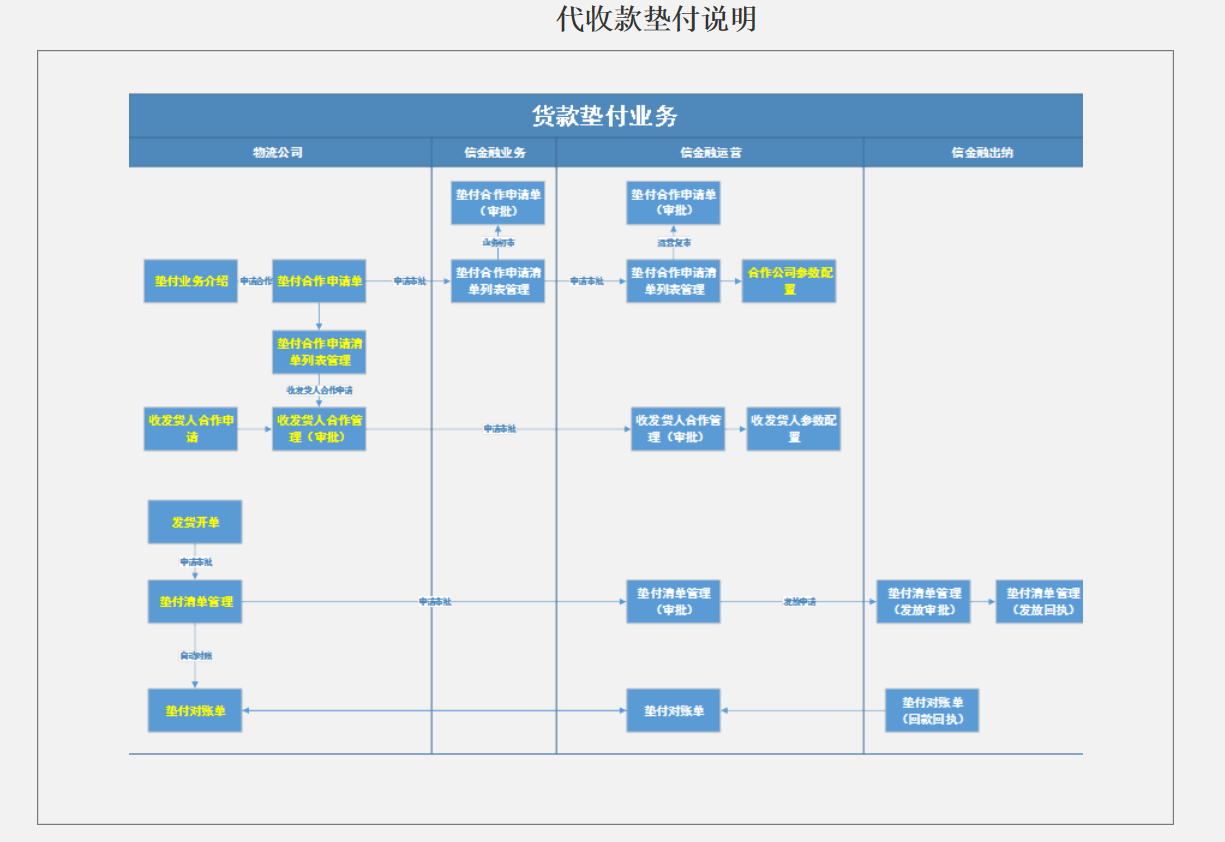 代收款垫付说明
货款垫付业务
物流公司
信金融业务
信金融运营
信金融出纳
垫付合作申请单
（审批）
垫付合作申请单
（审批）
业务初审
运营复审
垫付业务介绍
申请合作
垫付合作申请单
申请审批
垫付合作申请清
单列表管理
申请审批
垫付合作申请清
单列表管理
合作公司参数配
置
垫付合作申请清
单列表管理
收发货人合作申请
收发货人合作申
请
收发货人合作管
理（审批）
申请审批
收发货人合作管
理（审批）
收发货人参数配
置
发货开单
申请审批
垫付清单管理
申请审批
垫付清单管理
（审批）
发放申请
垫付清单管理
（发放审批）
垫付清单管理
（发放回执）
自动对账
垫付对账单
垫付对账单
垫付对账单
（回款回执）